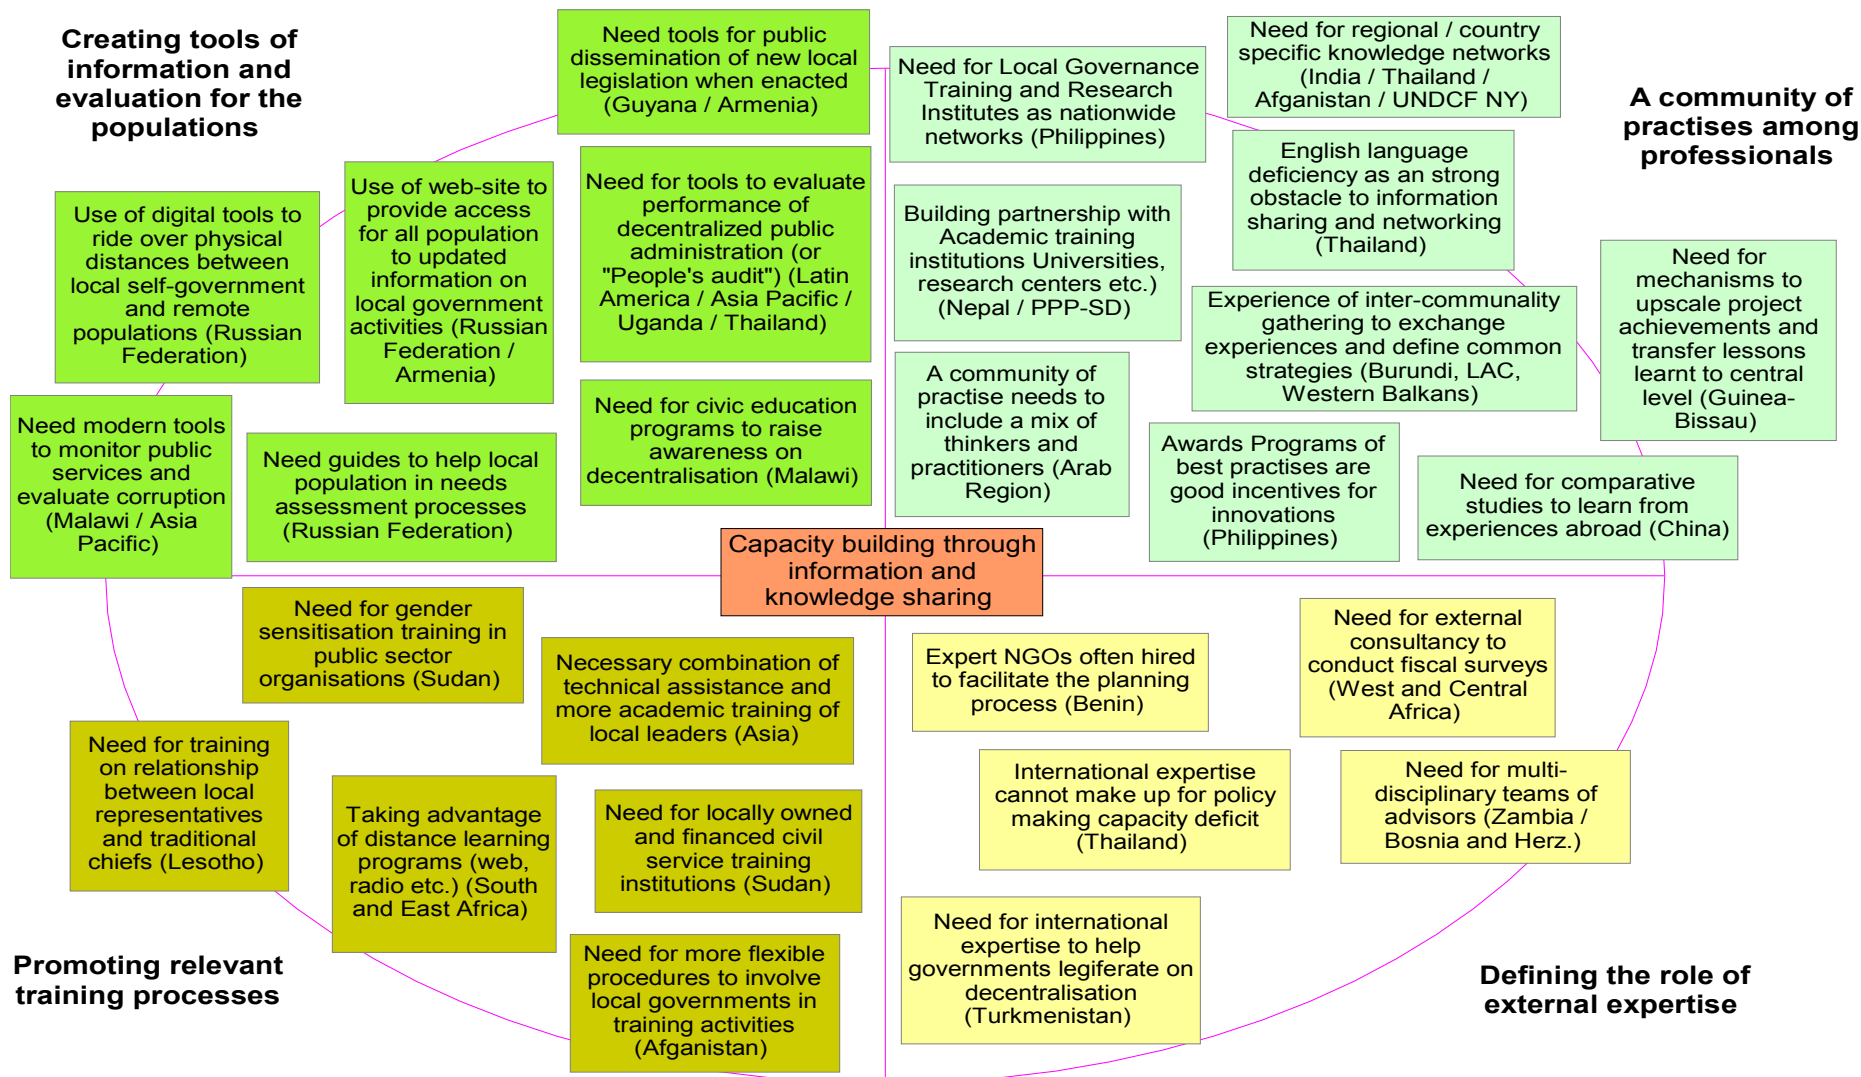 Creating tools of
information and
evaluation for the
populations
Need tools for public
dissemination of new local
legislation when enacted
(Guyana / Armenia)
Use of web-site to
provide access
for all population
to updated
information on
local government
activities (Russian
Federation /
Armenia)
Need for tools to evaluate
performance of
decentralized public
administration (or
"People's audit") (Latin
America / Asia Pacific /
Uganda / Thailand)
Use of digital tools to
ride over physical
distances between
local self-government
and remote
populations (Russian
Federation)
Need modern tools
to monitor public
services and
evaluate corruption
(Malawi / Asia
Pacific)
Need guides to help local
population in needs
assessment processes
(Russian Federation)
Need for civic education
programs to raise
awareness on
decentralisation (Malawi)
A community of
practises among
professionals
Need for Local Governance
Training and Research
Institutes as nationwide
networks (Philippines)
Need for regional / country
specific knowledge networks
(India / Thailand /
Afganistan / UNDCF NY)
English language
deficiency as an strong
obstacle to information
sharing and networking
(Thailand)
Building partnership with
Academic training
institutions Universities,
research centers etc.)
(Nepal / PPP-SD)
Need for
mechanisms to
upscale project
achievements and
transfer lessons
learnt to central
level (Guinea-
Bissau)
Experience of inter-communality
gathering to exchange
experiences and define common
strategies (Burundi, LAC,
Western Balkans)
A community of
practise needs to
include a mix of
thinkers and
practitioners (Arab
Region)
Awards Programs of
best practises are
good incentives for
innovations
(Philippines)
Need for comparative
studies to learn from
experiences abroad (China)
Capacity building through
information and
knowledge sharing
Need for gender
sensitisation training in
public sector
organisations (Sudan)
Necessary combination of
technical assistance and
more academic training of
local leaders (Asia)
Need for training
on relationship
between local
representatives
and traditional
chiefs (Lesotho)
Taking advantage
of distance learning
programs (web,
radio etc.) (South
and East Africa)
Need for locally owned
and financed civil
service training
institutions (Sudan)
Need for more flexible
procedures to involve
local governments in
training activities
(Afganistan)
Promoting relevant
training processes
Expert NGOs often hired
to facilitate the planning
process (Benin)
Need for external
consultancy to
conduct fiscal surveys
(West and Central
Africa)
International expertise
cannot make up for policy
making capacity deficit
(Thailand)
Need for multi-
disciplinary teams of
advisors (Zambia /
Bosnia and Herz.)
Need for international
expertise to help
governments legiferate on
decentralisation
(Turkmenistan)
Defining the role of
external expertise